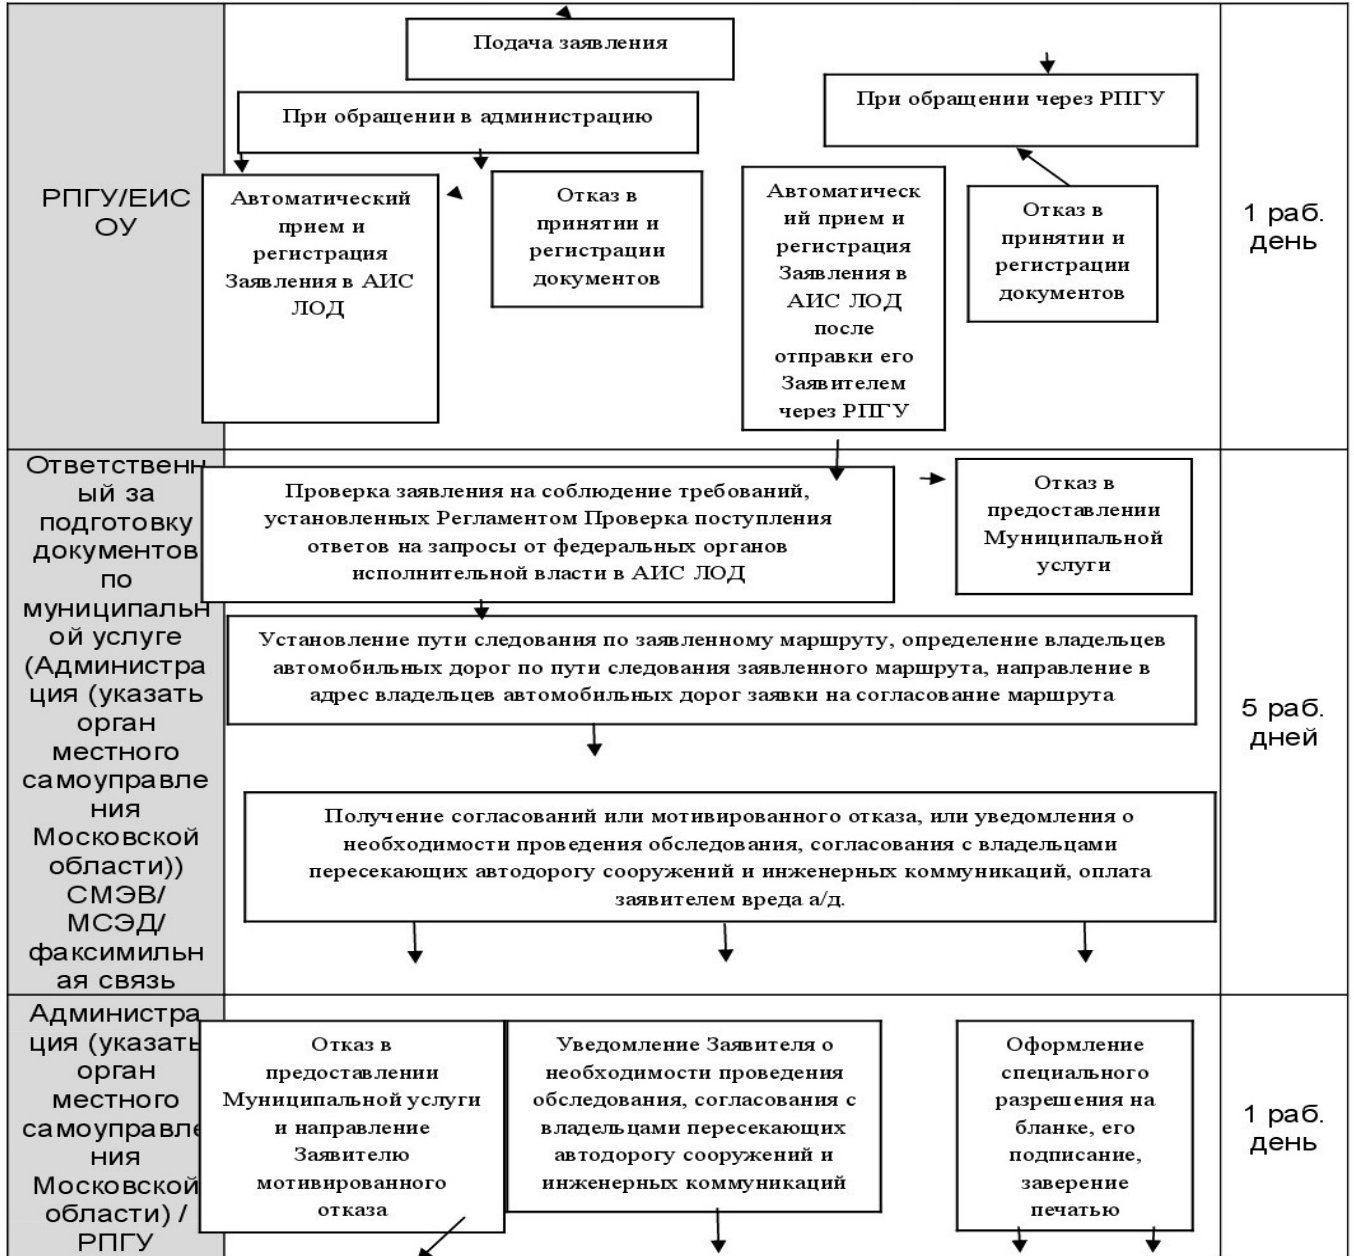 РПГУ/ЕИС
ОУ
Подача заявления
При обращении в администрацию
При обращении через РПГУ
Автоматический
прием и
регистрация
Заявления в АИС
ЛОД
Отказ в
принятии и
регистрации
документов
Автоматическ
ий прием и
регистрация
Заявления в
АИС ЛОД
после
отправки его
Заявителем
через РПГУ
Отказ в
принятии и
регистрации
документов
1 раб.
день
Ответственн
ый за
подготовку
документов
по
муниципальн
ой услуге
(Администра
ция (указать
орган
местного
самоуправле
ния
Московской
области))
СМЭВ/
МСЭД/
факсимильн
ая связь
Проверка заявления на соблюдение требований,
установленных Регламентом Проверка поступления
ответов на запросы от федеральных органов
исполнительной власти в АИС ЛОД
Отказ в
предоставлении
Муниципальной
услуги
Установление пути следования по заявленному маршруту, определение владельцев
автомобильных дорог по пути следования заявленного маршрута, направление в
адрес владельцев автомобильных дорог заявки на согласование маршрута
Получение согласований или мотивированного отказа, или уведомления о
необходимости проведения обследования, согласования с владельцами
пересекающих автодорогу сооружений и инженерных коммуникаций, оплата
заявителем вреда а/д.
5 раб.
дней
Администра
ция (указать
орган
местного
самоуправле
ния
Московской
области) /
РПГУ
Отказ в
предоставлении
Муниципальной услуги
и направление
Заявителю
мотивированного
отказа
Уведомление Заявителя о
необходимости проведения
обследования, согласования с
владельцами пересекающих
автодорогу сооружений и
инженерных коммуникаций
Оформление
специального
разрешения на
бланке, его
подписание,
заверение
печатью
1 раб.
день